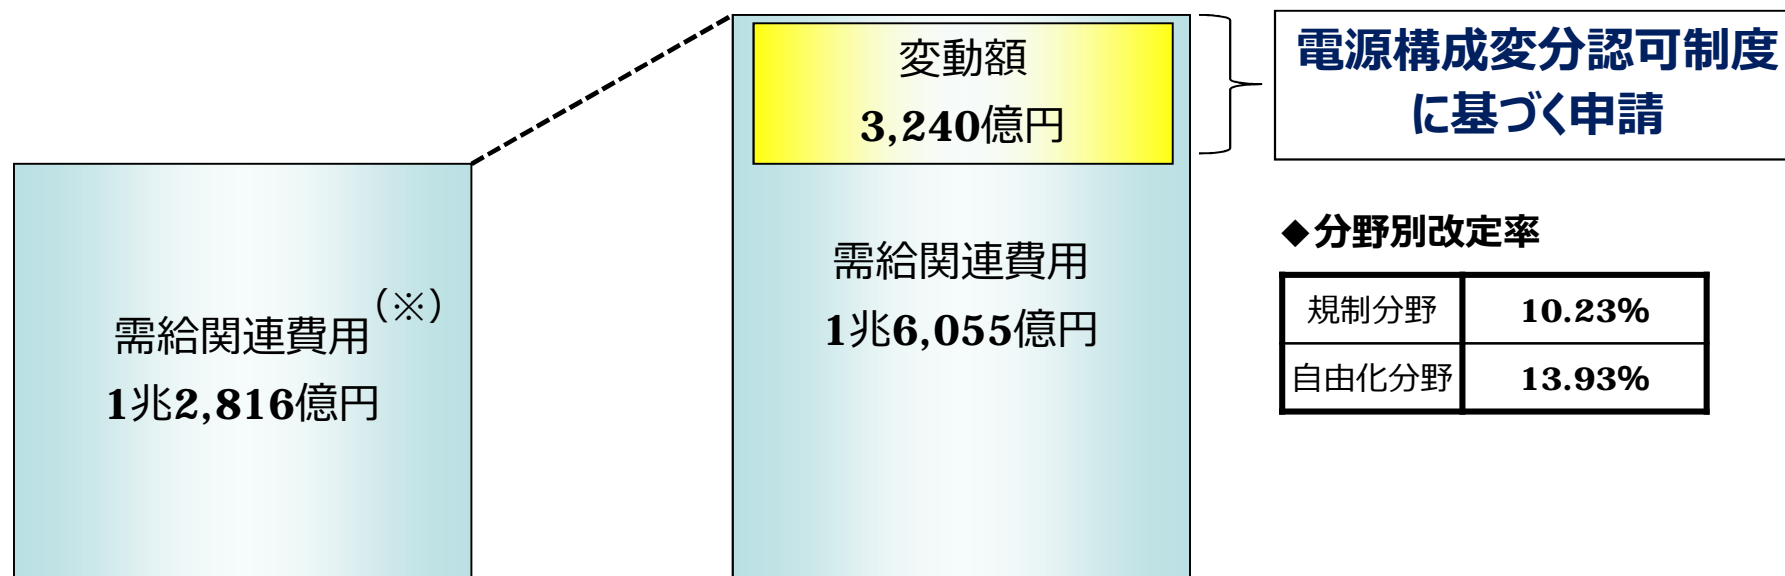 需給関連費用(※)
1兆2,816億円
変動額
3,240億円
需給関連費用
1兆6,055億円
電源構成変分認可制度
に基づく申請
◆分野別改定率
規制分野 10.23%
自由化分野 13.93%